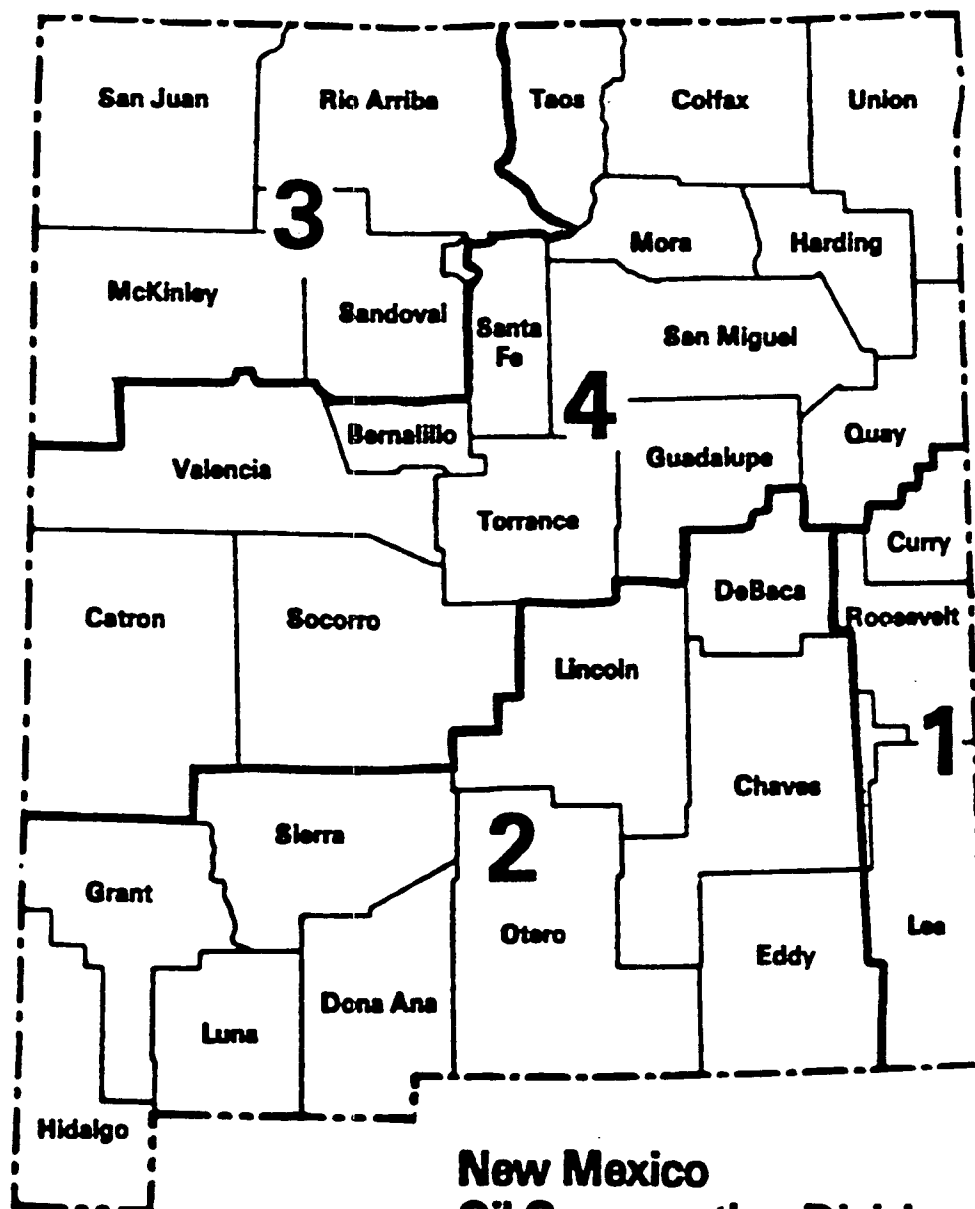 San Juan
Rio Arriba
Taos
Colfax
Union
3
Mora
Harding
McKinley
Sandoval
Santa
Fe
San Miguel
4
Bernalillo
Quay
Valencia
Guadalupe
Torrance
Curry
DeBaca
Catron
Socorro
Roosevelt
Lincoln
1
Chaves
Sierra
2
Grant
Otero
Lea
Eddy
Dona Ana
Luna
Hidalgo
New Mexico